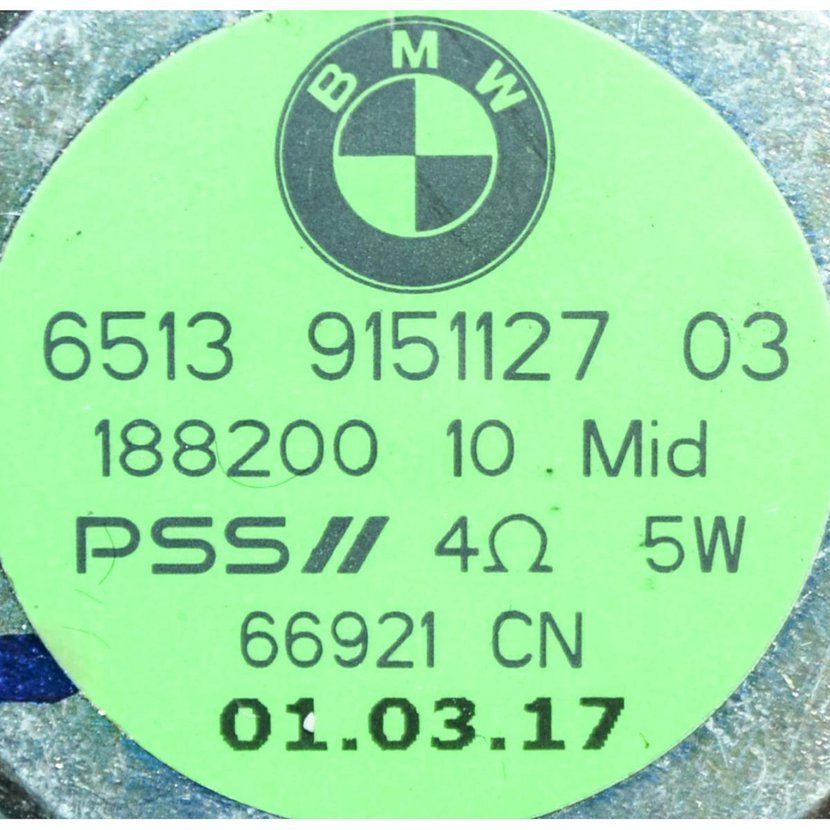 BMW
6513 9151127 03
188200 10 Mid
PSS// 4Ω 5W
66921 CN
01.03.17